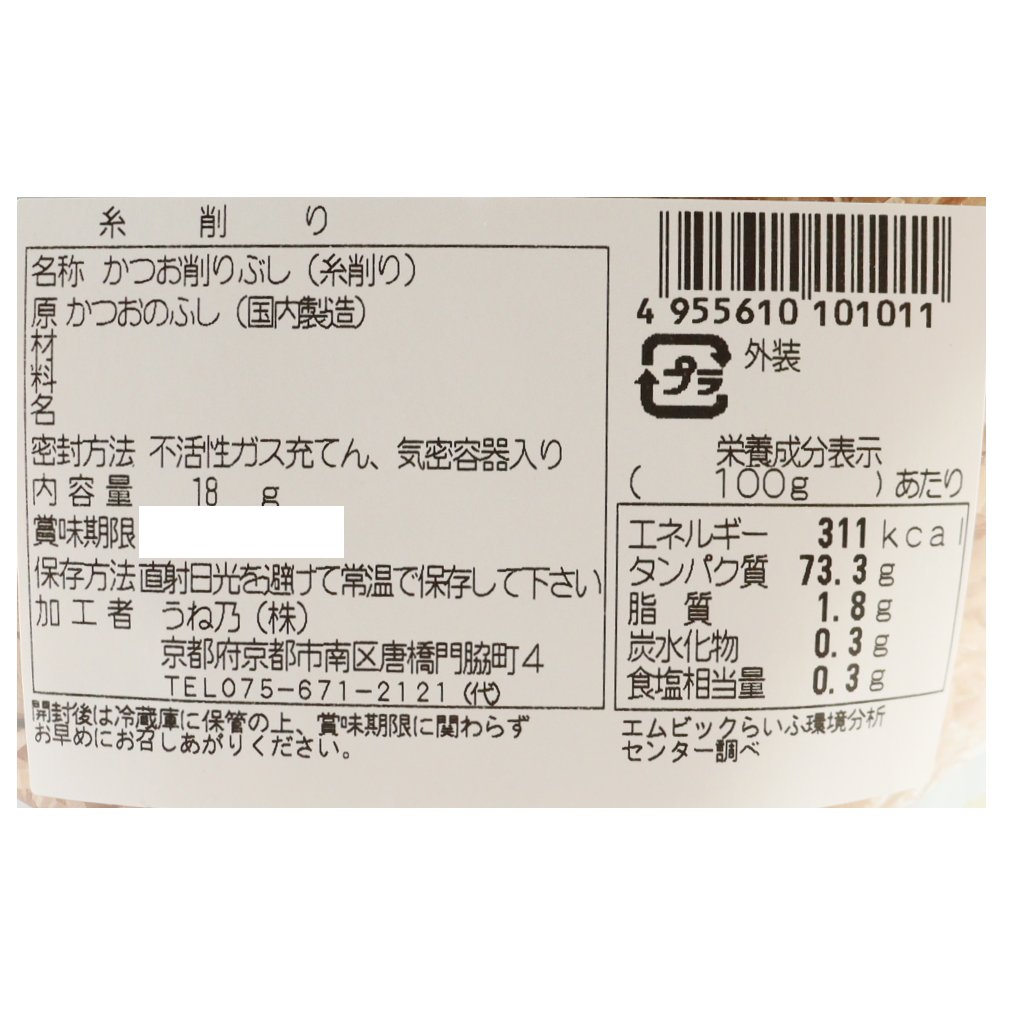 糸削り
名称 かつお削りぶし（糸削り）
原材料名 かつおのふし（国内製造）
密封方法 不活性ガス充てん、気密容器入り
内容量 18 g
賞味期限
保存方法 直射日光を避けて常温で保存して下さい
加工者 うね乃（株）
京都府京都市南区唐橋門脇町4
TEL075-671-2121（代）
開封後は冷蔵庫に保管の上、賞味期限に関わらず
お早めにお召しあがりください。
4 955610 101011
プラ 外装
栄養成分表示
（ 100g ）あたり
エネルギー 311kcal
タンパク質 73.3g
脂質 1.8g
炭水化物 0.3g
食塩相当量 0.3g
エムビックらいふ環境分析
センター調べ